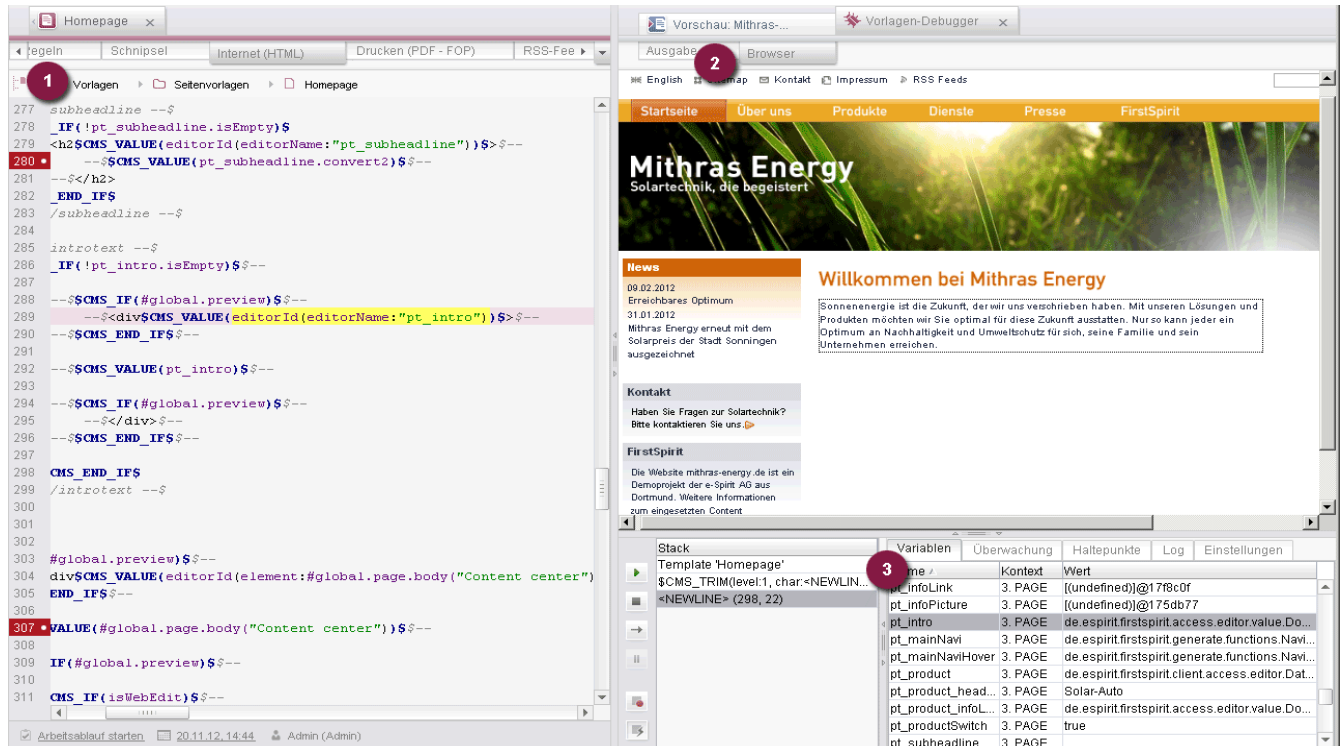 Homepage
egeln
Schnipsel
Internet (HTML)
Drucken (PDF - FOP)
RSS-Fee
1
Vorlagen
Seitenvorlagen
Homepage
277 subheadline --$
278 _IF(!pt_subheadline.isEmpty)$
279 <h2$CMS_VALUE(editorId(editorName:"pt_subheadline"))$>$--
280 --$$CMS_VALUE(pt_subheadline.convert2)$$--
281 --$</h2>
282 _END_IF$
283 /subheadline --$
284
285 introtext --$
286 _IF(!pt_intro.isEmpty)$$--
287
288 --$$CMS_IF(#global.preview)$$--
289 --$<div$CMS_VALUE(editorId(editorName:"pt_intro"))$>$--
290 --$$CMS_END_IF$$--
291
292 --$$CMS_VALUE(pt_intro)$$--
293
294 --$$CMS_IF(#global.preview)$$--
295 --$</div>$--
296 --$$CMS_END_IF$$--
297
298 CMS_END_IF$
299 /introtext --$
300
301
302
303 #global.preview)$$--
304 div$CMS_VALUE(editorId(element:#global.page.body("Content center")
305 END_IF$$--
306
307 VALUE(#global.page.body("Content center"))$$--
308
309 IF(#global.preview)$$--
310
311 CMS_IF(isWebEdit)$$--
Arbeitsablauf starten 20.11.12, 14:44 Admin (Admin)
Vorschau: Mithras-...
Vorlagen-Debugger
Ausgabe
Browser
2
English
Kontakt
Impressum
RSS Feeds
Startseite
Über uns
Produkte
Dienste
Presse
FirstSpirit
Mithras Energy
Solartechnik, die begeistert
News
09.02.2012
Erreichbares Optimum
31.01.2012
Mithras Energy erneut mit dem
Solarpreis der Stadt Sonningen
ausgezeichnet
Kontakt
Haben Sie Fragen zur Solartechnik?
Bitte kontaktieren Sie uns.
FirstSpirit
Die Website mithras-energy.de ist ein
Demoprojekt der e-Spirit AG aus
Dortmund. Weitere Informationen
zum eingesetzten Content
Willkommen bei Mithras Energy
Sonnenenergie ist die Zukunft, der wir uns verschrieben haben. Mit unseren Lösungen und
Produkten möchten wir Sie optimal für diese Zukunft ausstatten. Nur so kann jeder ein
Optimum an Nachhaltigkeit und Umweltschutz für sich, seine Familie und sein
Unternehmen erreichen.
Stack
Template 'Homepage'
$CMS_TRIM(level:1, char:<NEWLIN...
<NEWLINE> (298, 22)
Variablen
Überwachung
Haltepunkte
Log
Einstellungen
3
Kontext Wert
pt_infoLink 3. PAGE [(undefined)]@17f8c0f
pt_infoPicture 3. PAGE [(undefined)]@175db77
pt_intro 3. PAGE de.espirit.firstspirit.access.editor.value.Do...
pt_mainNavi 3. PAGE de.espirit.firstspirit.generate.functions.Navi...
pt_mainNaviHover 3. PAGE de.espirit.firstspirit.generate.functions.Navi...
pt_product 3. PAGE de.espirit.firstspirit.client.access.editor.Dat...
pt_product_head... 3. PAGE Solar-Auto
pt_product_infoL... 3. PAGE de.espirit.firstspirit.access.editor.value.Do...
pt_productSwitch 3. PAGE true
pt_subheadline 3. PAGE